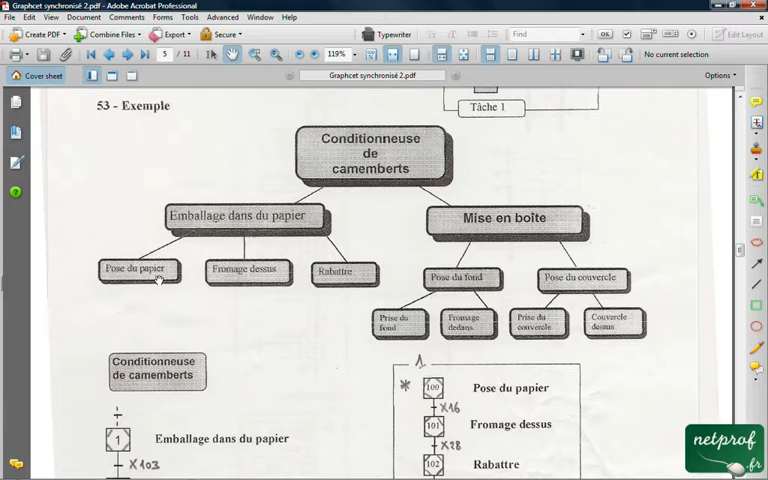 Graphcet synchronisé 2.pdf - Adobe Acrobat Professional
File Edit View Document Comments Forms Tools Advanced Window Help
Create PDF Combine Files Export Secure Typewriter Find Edit Layout
5 / 11 119% No current selection
Cover sheet Graphcet synchronisé 2.pdf Options
53 - Exemple
Tâche 1
Conditionneuse
de
camemberts
Emballage dans du papier
Mise en boîte
Pose du papier
Fromage dessus
Rabattre
Pose du fond
Pose du couvercle
Prise du
fond
Fromage
dedans
Prise du
couvercle
Couvercle
dessus
Conditionneuse
de camemberts
1
1 Emballage dans du papier
X103
* 100 Pose du papier
X16
101 Fromage dessus
X28
102 Rabattre
netprof
.fr